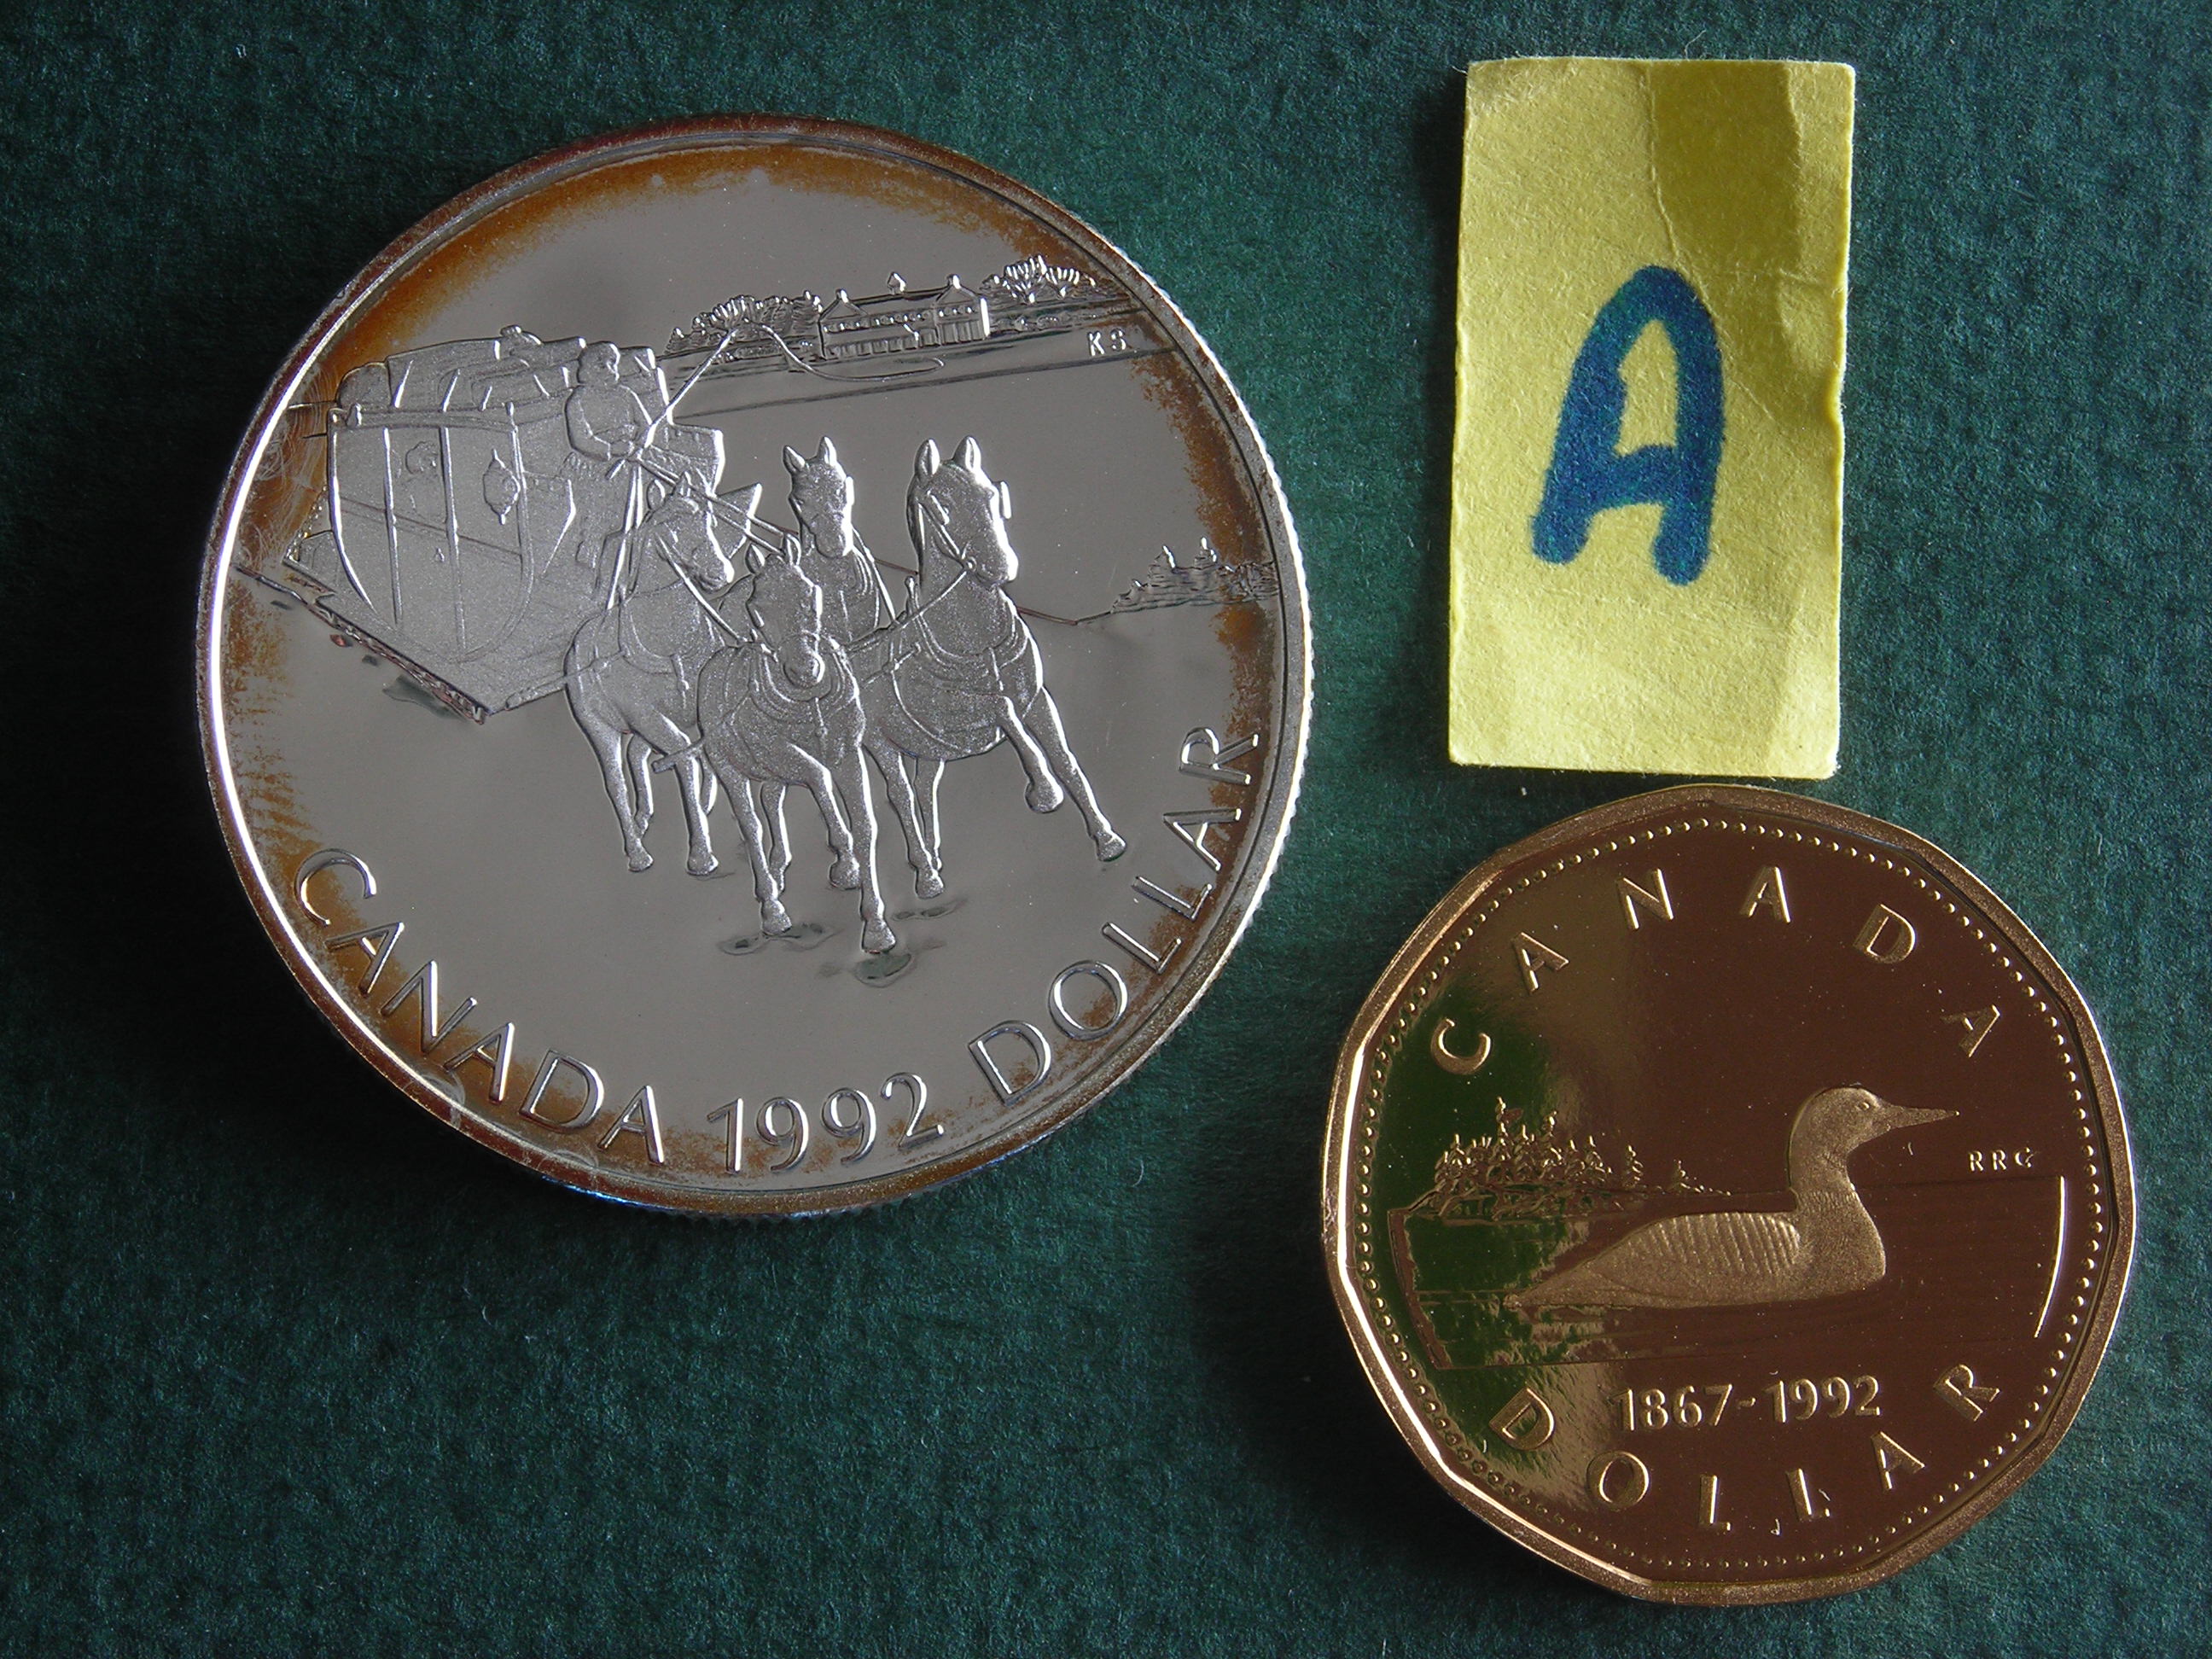 KS
CANADA 1992 DOLLAR
A
CANADA
RRC
1867-1992
DOLLAR